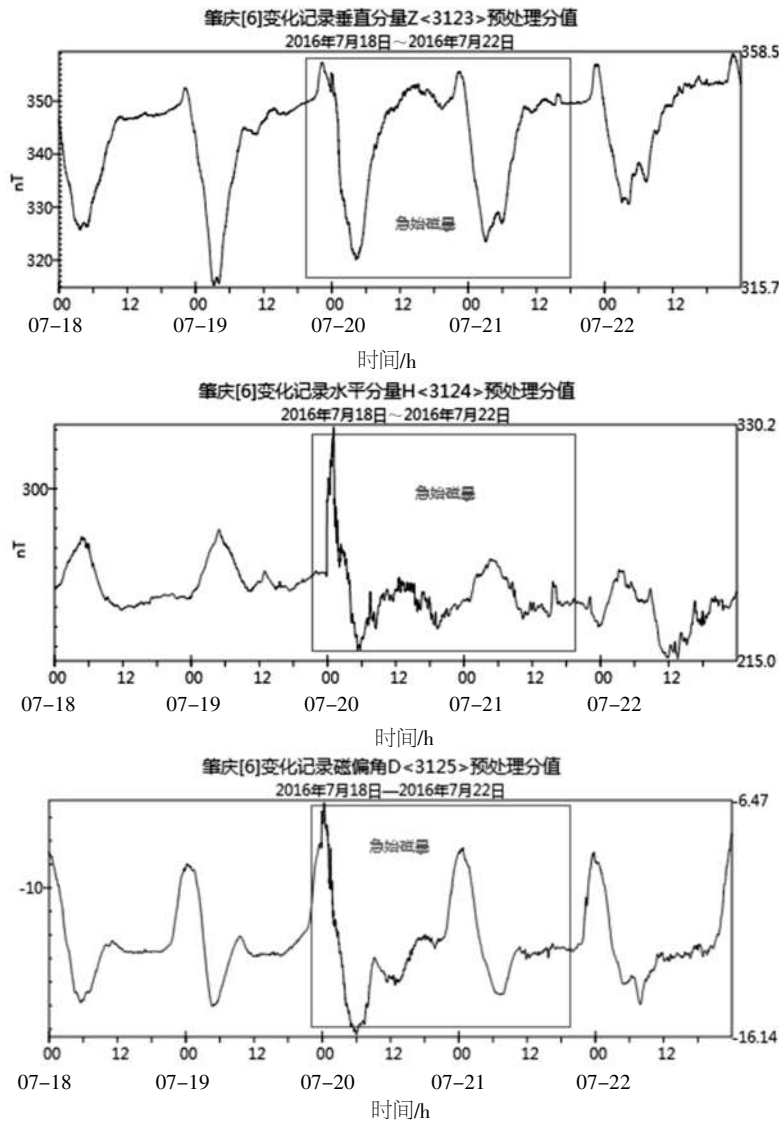 肇庆[6]变化记录垂直分量Z<3123>预处理分值
2016年7月18日～2016年7月22日
358.5
350
340
330
320
nT
急始磁暴
315.7
00 12 00 12 00 12 00 12 00 12
07-18 07-19 07-20 07-21 07-22
时间/h
肇庆[6]变化记录水平分量H<3124>预处理分值
2016年7月18日～2016年7月22日
330.2
300
nT
急始磁暴
215.0
00 12 00 12 00 12 00 12 00 12
07-18 07-19 07-20 07-21 07-22
时间/h
肇庆[6]变化记录磁偏角D<3125>预处理分值
2016年7月18日—2016年7月22日
-6.47
-10
急始磁暴
-16.14
00 12 00 12 00 12 00 12 00 12
07-18 07-19 07-20 07-21 07-22
时间/h